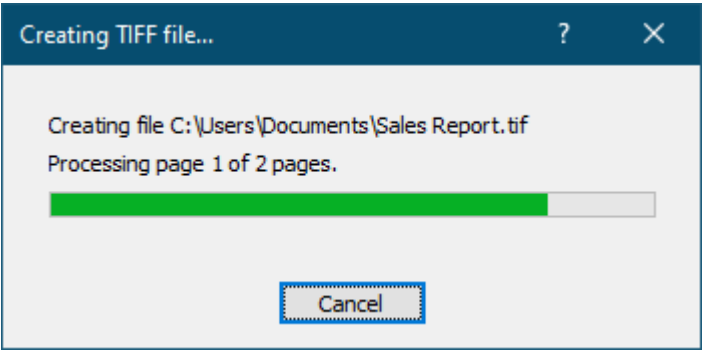 Creating TIFF file...
?
Creating file C:\Users\Documents\Sales Report.tif
Processing page 1 of 2 pages.
Cancel